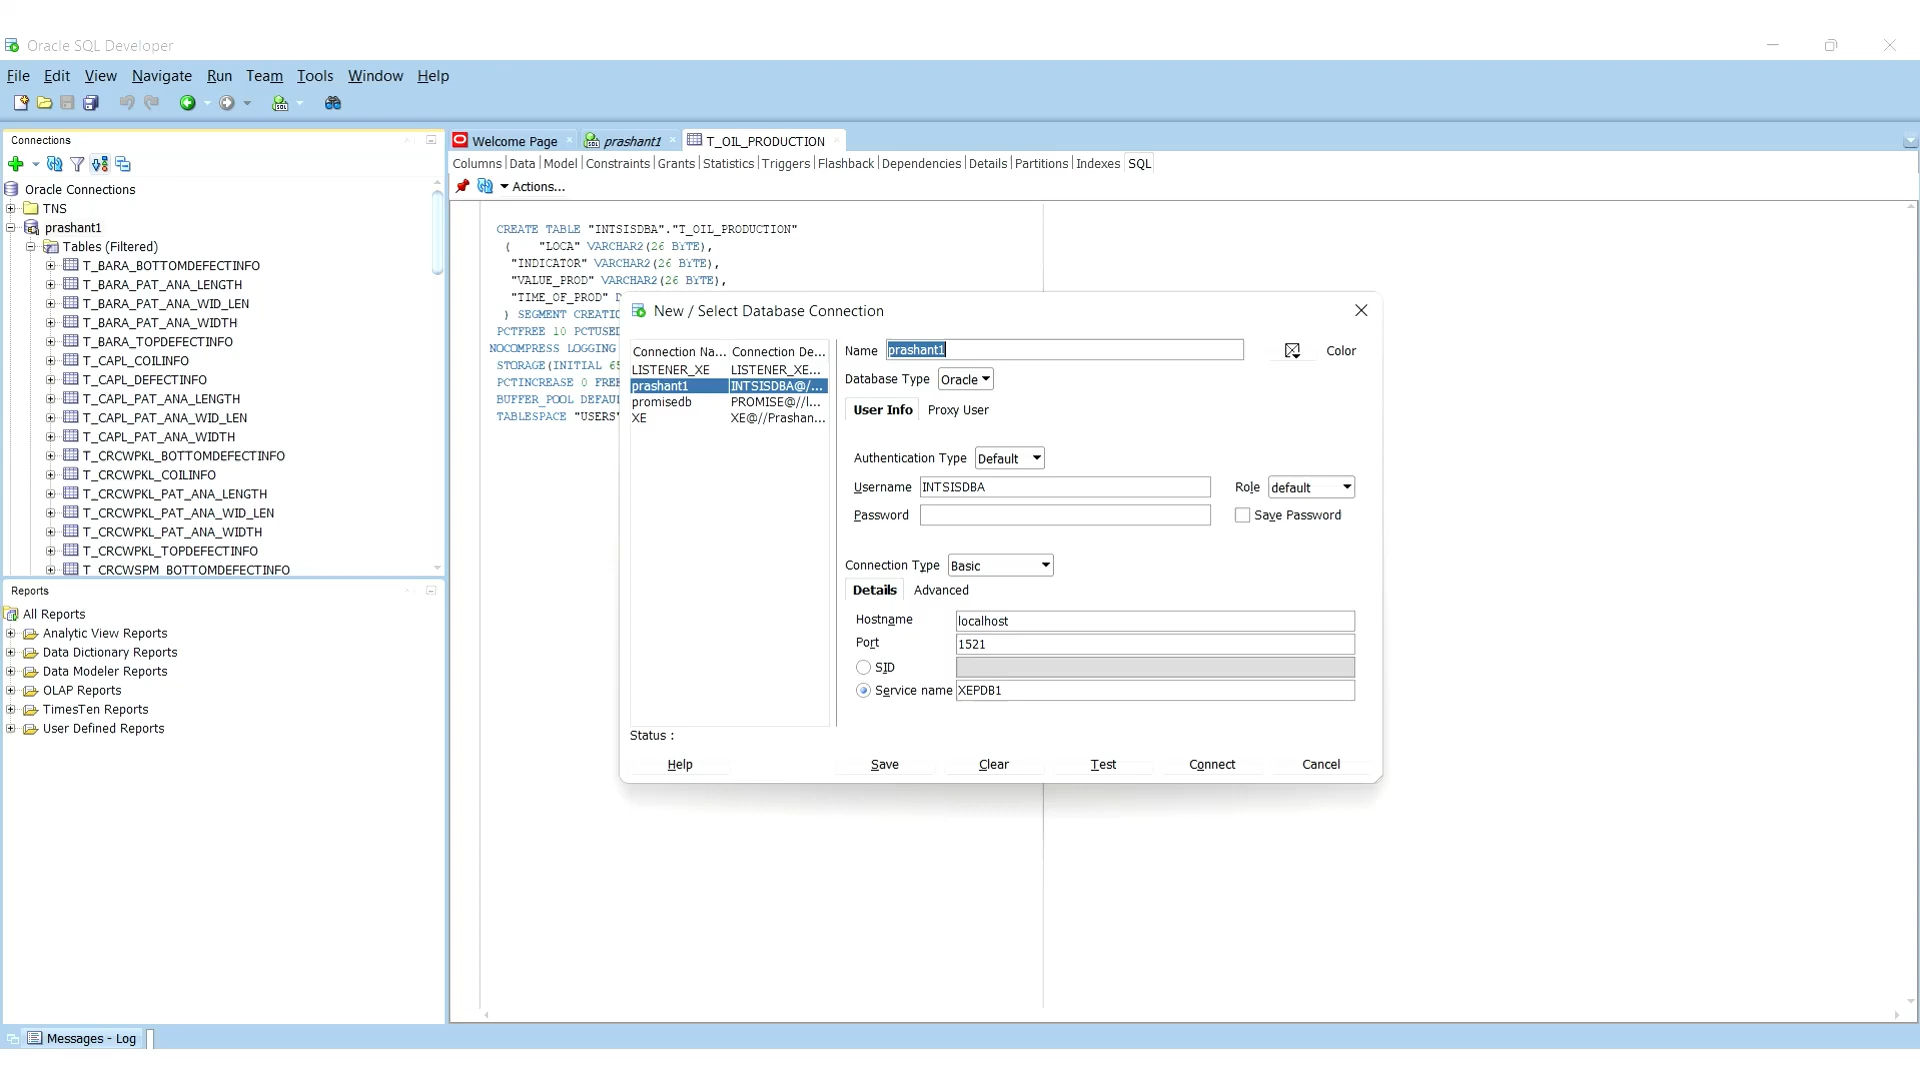 Oracle SQL Developer
File Edit View Navigate Run Team Tools Window Help
Connections
Oracle Connections
TNS
prashant1
Tables (Filtered)
T_BARA_BOTTOMDEFECTINFO
T_BARA_PAT_ANA_LENGTH
T_BARA_PAT_ANA_WID_LEN
T_BARA_PAT_ANA_WIDTH
T_BARA_TOPDEFECTINFO
T_CAPL_COILINFO
T_CAPL_DEFECTINFO
T_CAPL_PAT_ANA_LENGTH
T_CAPL_PAT_ANA_WID_LEN
T_CAPL_PAT_ANA_WIDTH
T_CRCWPKL_BOTTOMDEFECTINFO
T_CRCWPKL_COILINFO
T_CRCWPKL_PAT_ANA_LENGTH
T_CRCWPKL_PAT_ANA_WID_LEN
T_CRCWPKL_PAT_ANA_WIDTH
T_CRCWPKL_TOPDEFECTINFO
T_CRCWSPM_BOTTOMDEFECTINFO
Reports
All Reports
Analytic View Reports
Data Dictionary Reports
Data Modeler Reports
OLAP Reports
TimesTen Reports
User Defined Reports
Messages - Log
Welcome Page prashant1 T_OIL_PRODUCTION
Columns Data Model Constraints Grants Statistics Triggers Flashback Dependencies Details Partitions Indexes SQL
Actions...
CREATE TABLE "INTSISDBA"."T_OIL_PRODUCTION"
( "LOCA" VARCHAR2(26 BYTE),
"INDICATOR" VARCHAR2(26 BYTE),
"VALUE_PROD" VARCHAR2(26 BYTE),
"TIME_OF_PROD" D
) SEGMENT CREATIO
PCTFREE 10 PCTUSED
NOCOMPRESS LOGGING
STORAGE(INITIAL 65
PCTINCREASE 0 FREE
BUFFER_POOL DEFAUL
TABLESPACE "USERS"
New / Select Database Connection
Connection Na... Connection De...
LISTENER_XE LISTENER_XE...
prashant1 INTSISDBA@/...
promisedb PROMISE@//l...
XE XE@//Prashan...
Name prashant1 Color
Database Type Oracle
User Info Proxy User
Authentication Type Default
Username INTSISDBA Role default
Password Save Password
Connection Type Basic
Details Advanced
Hostname localhost
Port 1521
SID
Service name XEPDB1
Status :
Help Save Clear Test Connect Cancel